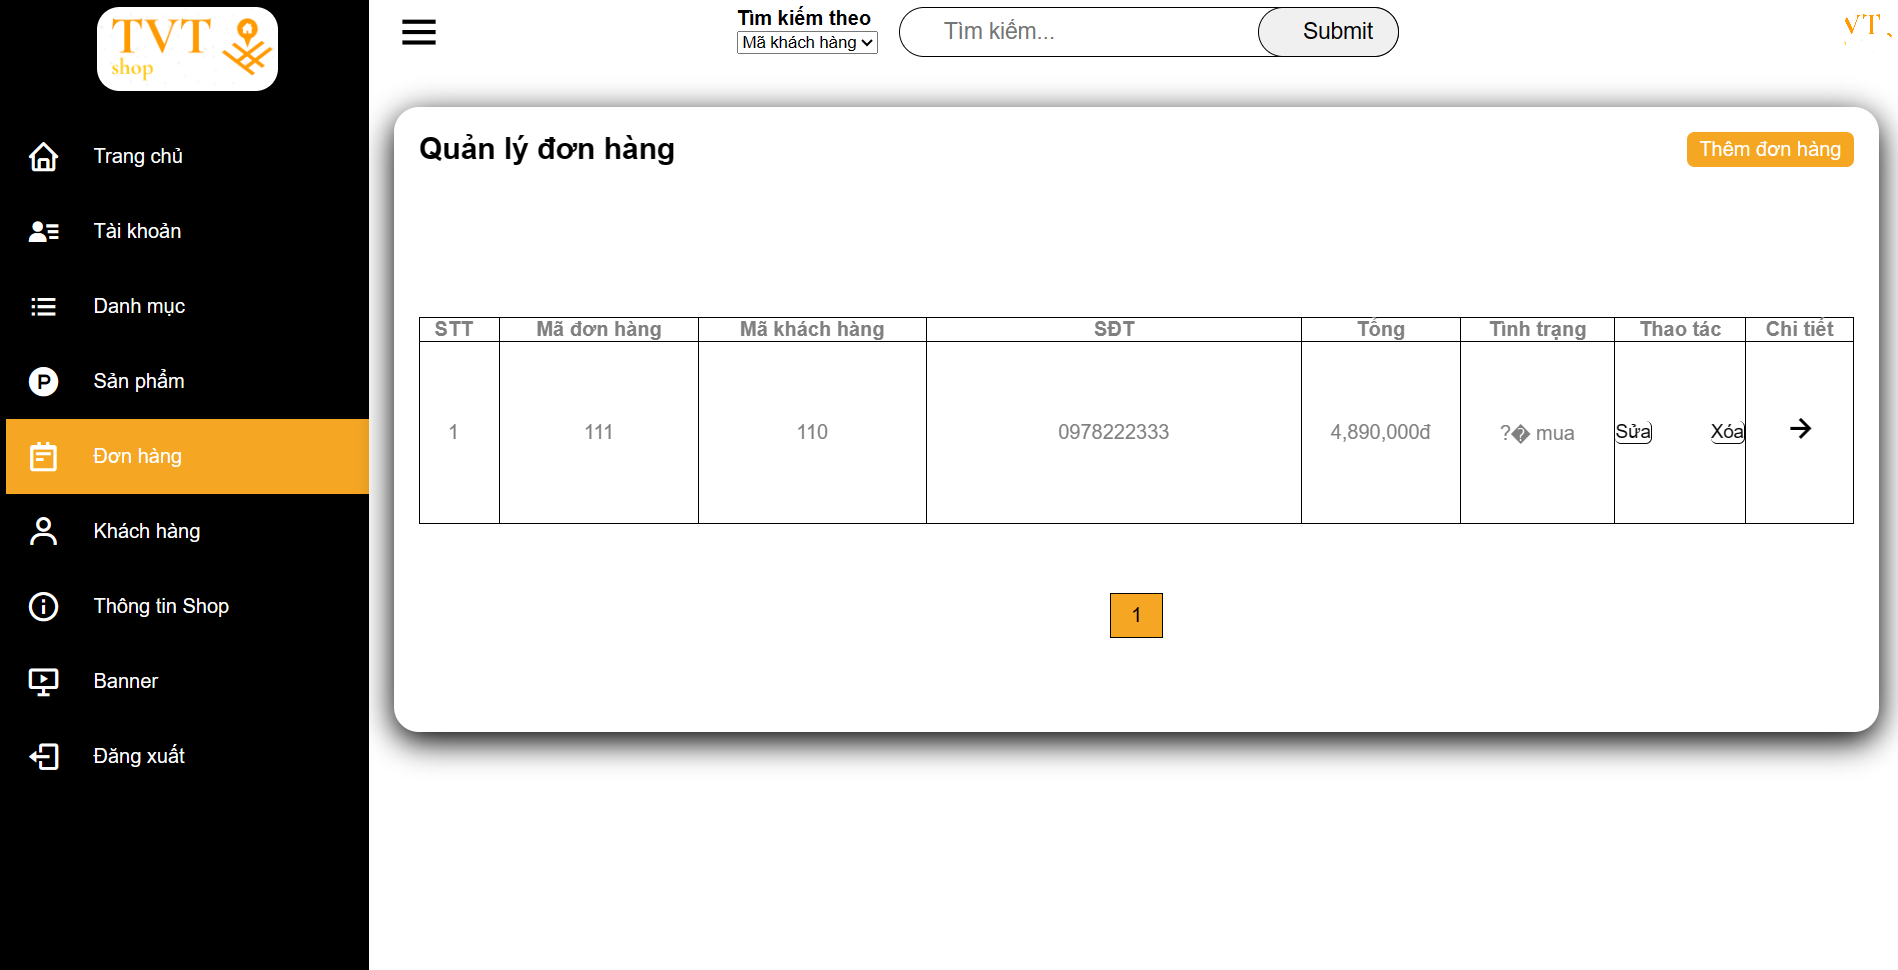 TVT
shop
Trang chủ
Tài khoản
Danh mục
Sản phẩm
Đơn hàng
Khách hàng
Thông tin Shop
Banner
Đăng xuất
Tìm kiếm theo
Mã khách hàng
Tìm kiếm...
Submit
VT
Quản lý đơn hàng
Thêm đơn hàng
STT Mã đơn hàng Mã khách hàng SĐT Tổng Tình trạng Thao tác Chi tiết
1 111 110 0978222333 4,890,000đ ?� mua Sửa Xóa
1